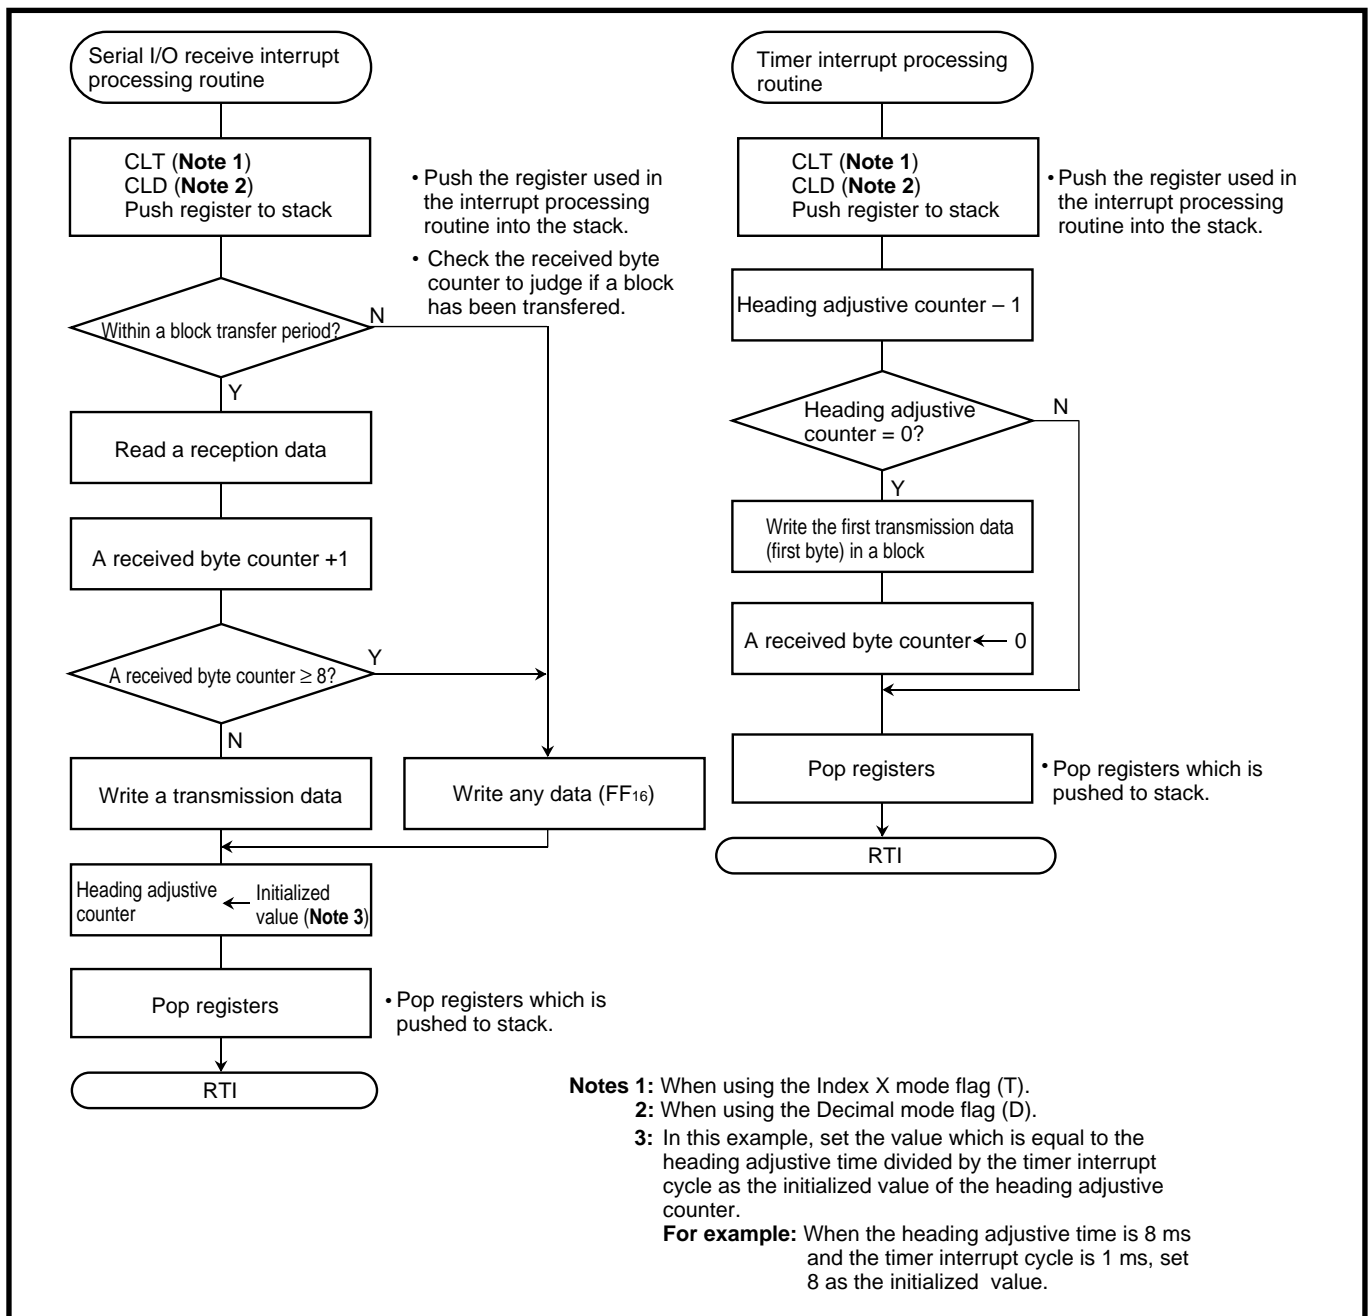 Serial I/O receive interrupt
processing routine
CLT (Note 1)
CLD (Note 2)
Push register to stack
• Push the register used in
the interrupt processing
routine into the stack.
• Check the received byte
counter to judge if a block
has been transfered.
Within a block transfer period?
N
Y
Read a reception data
A received byte counter +1
A received byte counter ≥ 8?
Y
N
Write a transmission data
Write any data (FF16)
Heading adjustive
counter
← Initialized
value (Note 3)
Pop registers
• Pop registers which is
pushed to stack.
RTI
Timer interrupt processing
routine
CLT (Note 1)
CLD (Note 2)
Push register to stack
• Push the register used in
the interrupt processing
routine into the stack.
Heading adjustive counter – 1
Heading adjustive
counter = 0?
N
Y
Write the first transmission data
(first byte) in a block
A received byte counter ← 0
Pop registers
• Pop registers which is
pushed to stack.
RTI
Notes 1: When using the Index X mode flag (T).
2: When using the Decimal mode flag (D).
3: In this example, set the value which is equal to the
heading adjustive time divided by the timer interrupt
cycle as the initialized value of the heading adjustive
counter.
For example: When the heading adjustive time is 8 ms
and the timer interrupt cycle is 1 ms, set
8 as the initialized value.